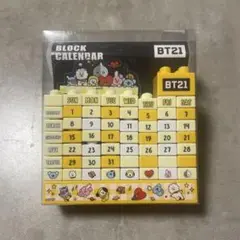 BLOCK
CALENDAR
BT21
SUN MON TUE WED THU FRI SAT
1 2 3 4 5 6 7
8 9 10 11 12 13 14
15 16 17 18 19 20 21
22 23 24 25 26 27 28
29 30 31